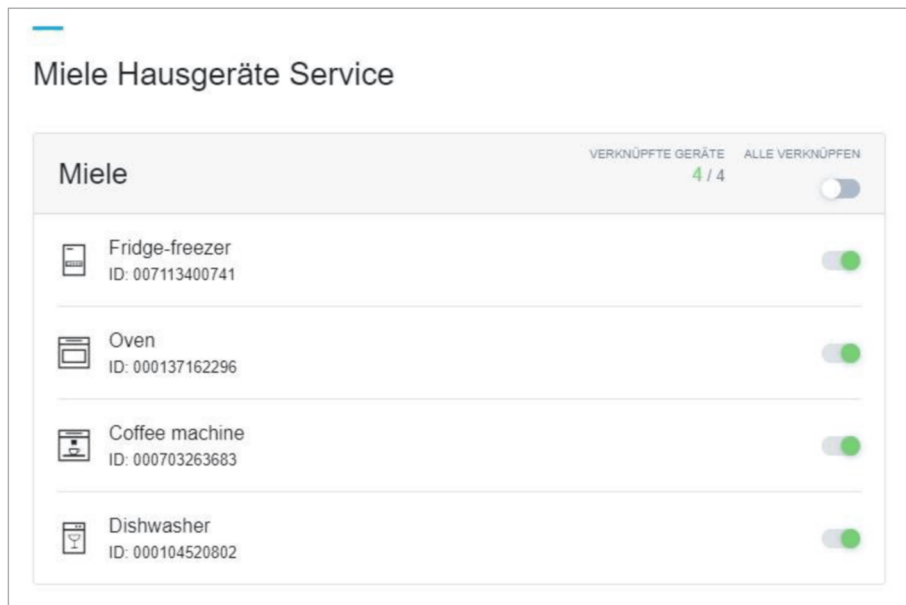 Miele Hausgeräte Service
Miele
VERKNÜPFTE GERÄTE
4 / 4
ALLE VERKNÜPFEN
Fridge-freezer
ID: 007113400741
Oven
ID: 000137162296
Coffee machine
ID: 000703263683
Dishwasher
ID: 000104520802